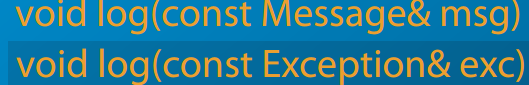 void log(const Message& msg)
void log(const Exception& exc)